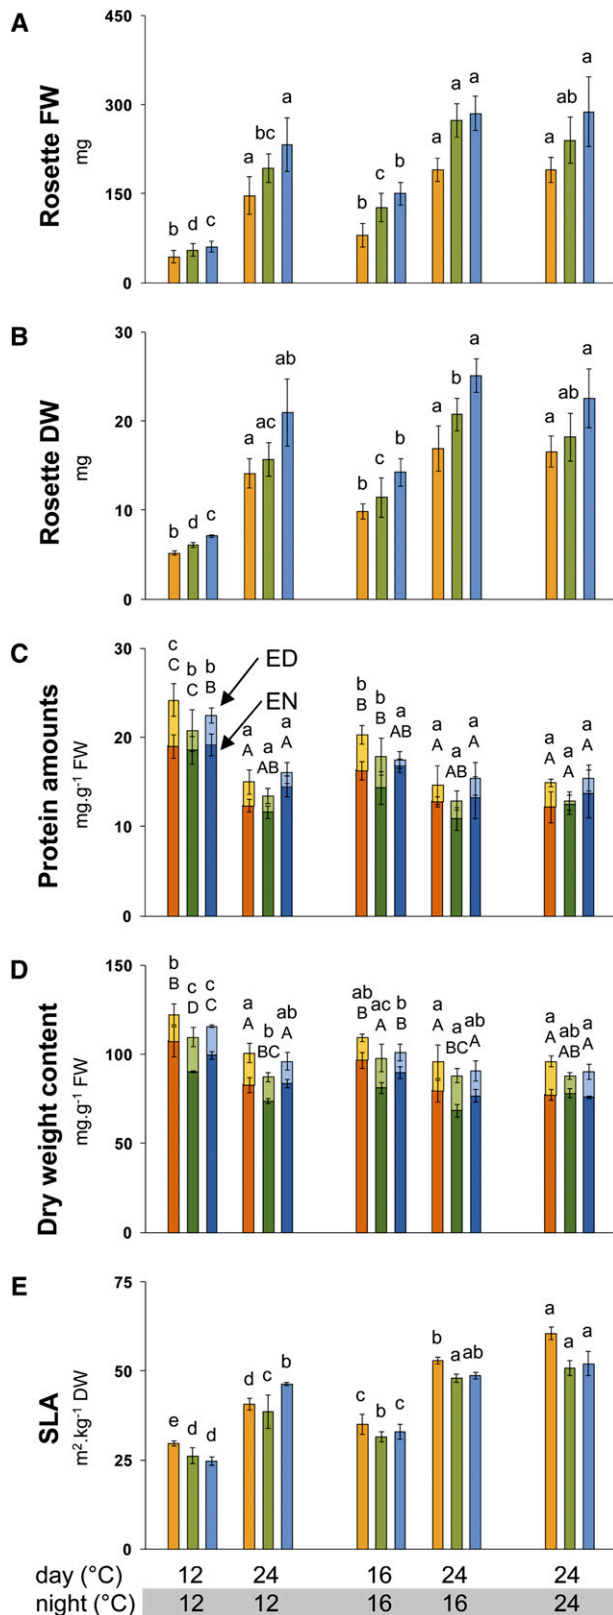 A
Rosette FW
mg
450
300
150
0
b d c
a bc a
b c b
a a a
a ab a
B
Rosette DW
mg
30
20
10
0
b d c
a ac ab
b c b
a b a
a ab a
C
Protein amounts
mg.g⁻¹ FW
30
20
10
0
ED
EN
c b b
C C B
a a a
A AB A
b b a
B B AB
a a a
A AB A
a a a
A A A
D
Dry weight content
mg.g⁻¹ FW
150
100
50
0
b c c
B D C
a b ab
A BC A
ab ac b
B A B
a a ab
A BC A
a ab a
A AB A
E
SLA
m².kg⁻¹ DW
75
50
25
0
e d d
d c b
c b c
b a ab
a a a
day (°C) 12 24 16 24 24
night (°C) 12 12 16 16 24